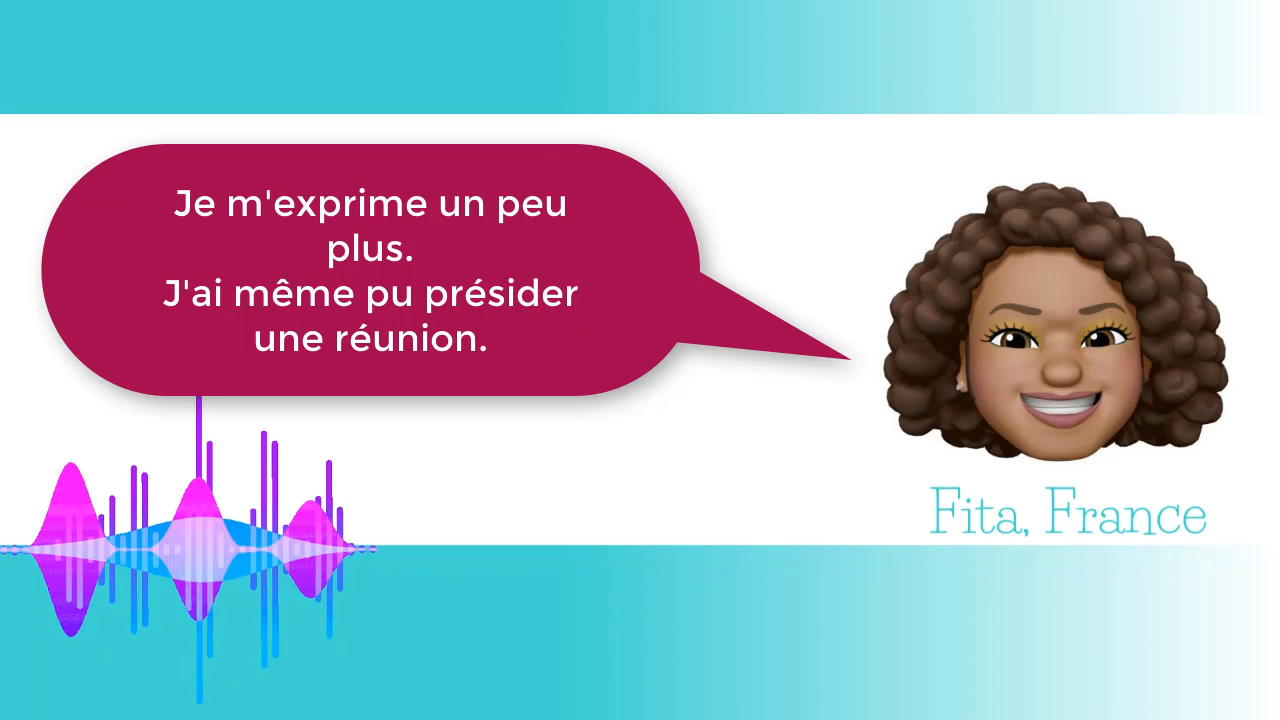 Je m'exprime un peu
plus.
J'ai même pu présider
une réunion.
Fita, France